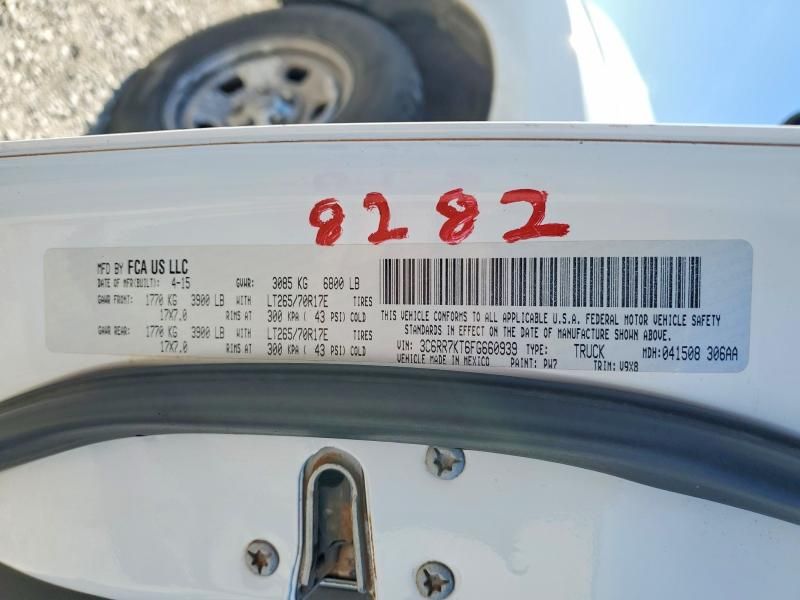 8282
MFD BY FCA US LLC
DATE OF MFR(BUILT): 4-15 GVWR: 3085 KG 6800 LB
GAWR FRONT: 1770 KG 3900 LB WITH LT265/70R17E TIRES
17X7.0 RIMS AT 300 KPA ( 43 PSI) COLD
GAWR REAR: 1770 KG 3900 LB WITH LT265/70R17E TIRES
17X7.0 RIMS AT 300 KPA ( 43 PSI) COLD
THIS VEHICLE CONFORMS TO ALL APPLICABLE U.S.A. FEDERAL MOTOR VEHICLE SAFETY
STANDARDS IN EFFECT ON THE DATE OF MANUFACTURE SHOWN ABOVE.
VIN: 3C6RR7KT6FG660939 TYPE: TRUCK MDH: 041508 306AA
VEHICLE MADE IN MEXICO PAINT: PW7 TRIM: V9X8